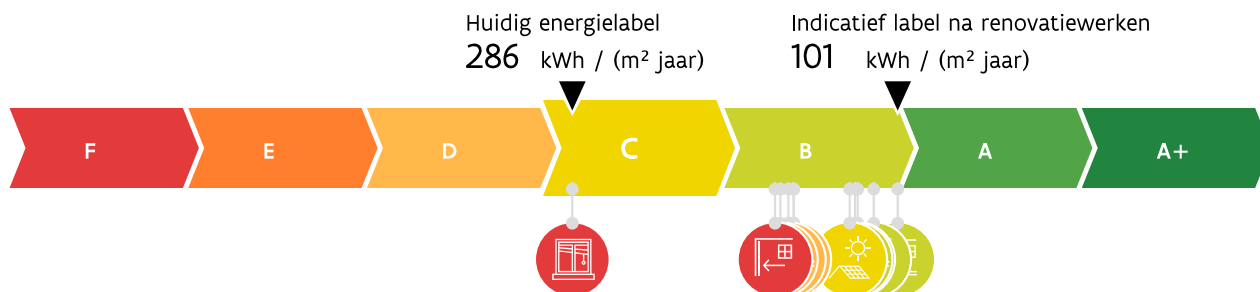 Huidig energielabel
286 kWh / (m² jaar)
Indicatief label na renovatiewerken
101 kWh / (m² jaar)
F E D C B A A+